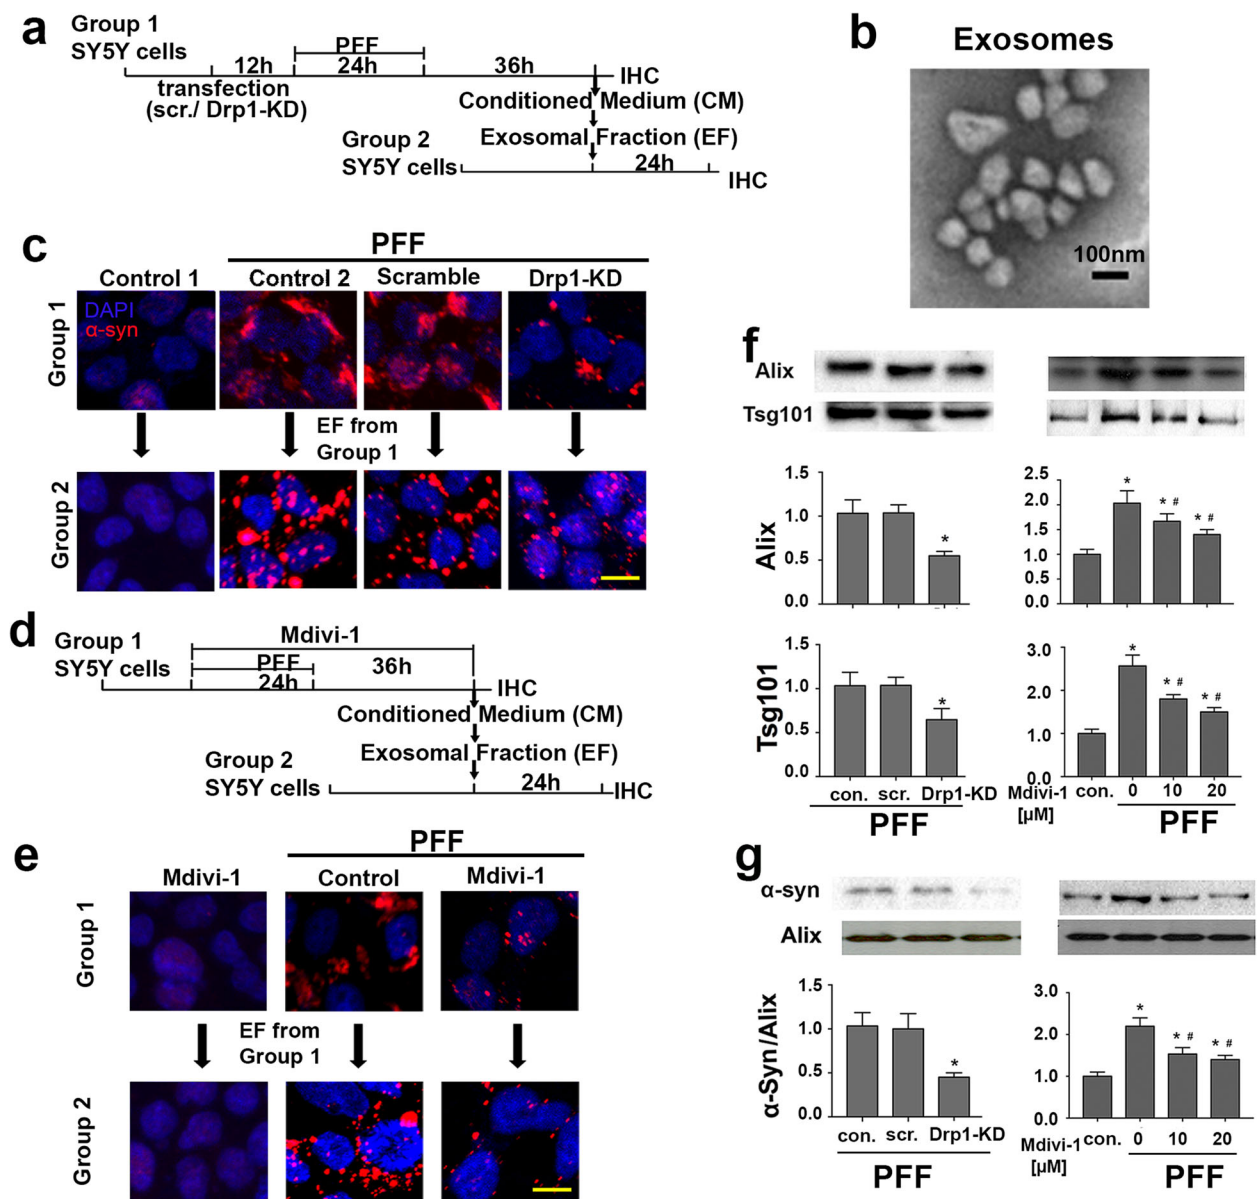 a
Group 1
SY5Y cells
PFF
12h
24h
36h
IHC
transfection
(scr./ Drp1-KD)
Conditioned Medium (CM)
Exosomal Fraction (EF)
Group 2
SY5Y cells
24h
IHC
b
Exosomes
100nm
c
PFF
Control 1
Control 2
Scramble
Drp1-KD
Group 1
DAPI
α-syn
EF from
Group 1
Group 2
d
Group 1
SY5Y cells
Mdivi-1
PFF
24h
36h
IHC
Conditioned Medium (CM)
Exosomal Fraction (EF)
Group 2
SY5Y cells
24h
IHC
e
PFF
Mdivi-1
Control
Mdivi-1
Group 1
EF from
Group 1
Group 2
f
Alix
Tsg101
Alix
1.5
1.0
0.5
0.0
*
2.5
2.0
1.5
1.0
0.5
0.0
*
* #
* #
Tsg101
1.5
1.0
0.5
0.0
*
con. scr. Drp1-KD
PFF
3.0
2.0
1.0
0.0
*
* #
* #
Mdivi-1
[µM]
con. 0 10 20
PFF
g
α-syn
Alix
α-Syn/Alix
1.5
1.0
0.5
0.0
*
con. scr. Drp1-KD
PFF
3.0
2.0
1.0
0.0
*
* #
* #
Mdivi-1
[µM]
con. 0 10 20
PFF